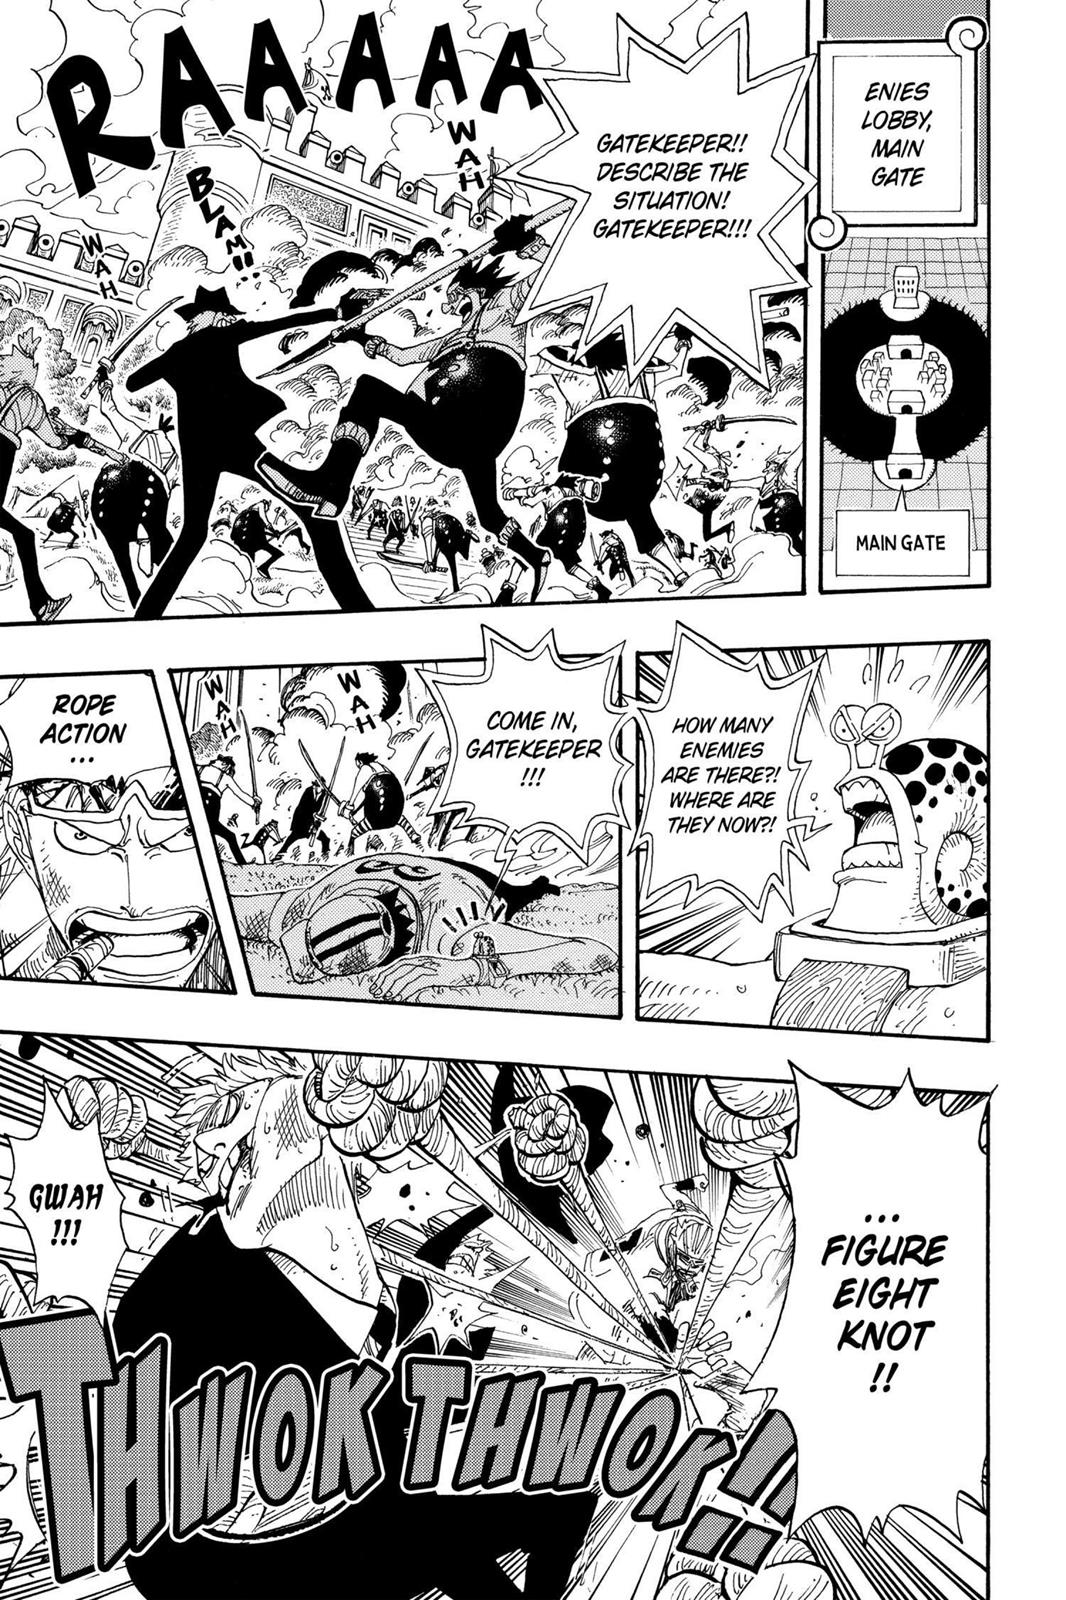 ENIES
LOBBY,
MAIN
GATE
MAIN GATE
GATEKEEPER!!
DESCRIBE THE
SITUATION!
GATEKEEPER!!!
RAAAAAA
WAH
BLAM!!
WAH
HOW MANY
ENEMIES
ARE THERE?!
WHERE ARE
THEY NOW?!
COME IN,
GATEKEEPER
!!!
WAH
WAH
ROPE
ACTION
...
...
FIGURE
EIGHT
KNOT
!!
GWAH
!!!
THWOK THWOK!!